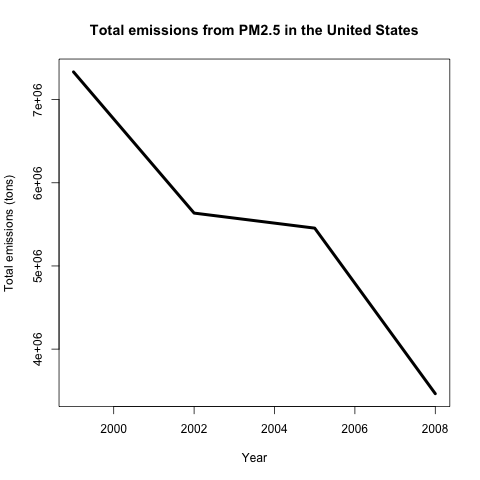 Total emissions from PM2.5 in the United States
Total emissions (tons)
7e+06
6e+06
5e+06
4e+06
2000 2002 2004 2006 2008
Year